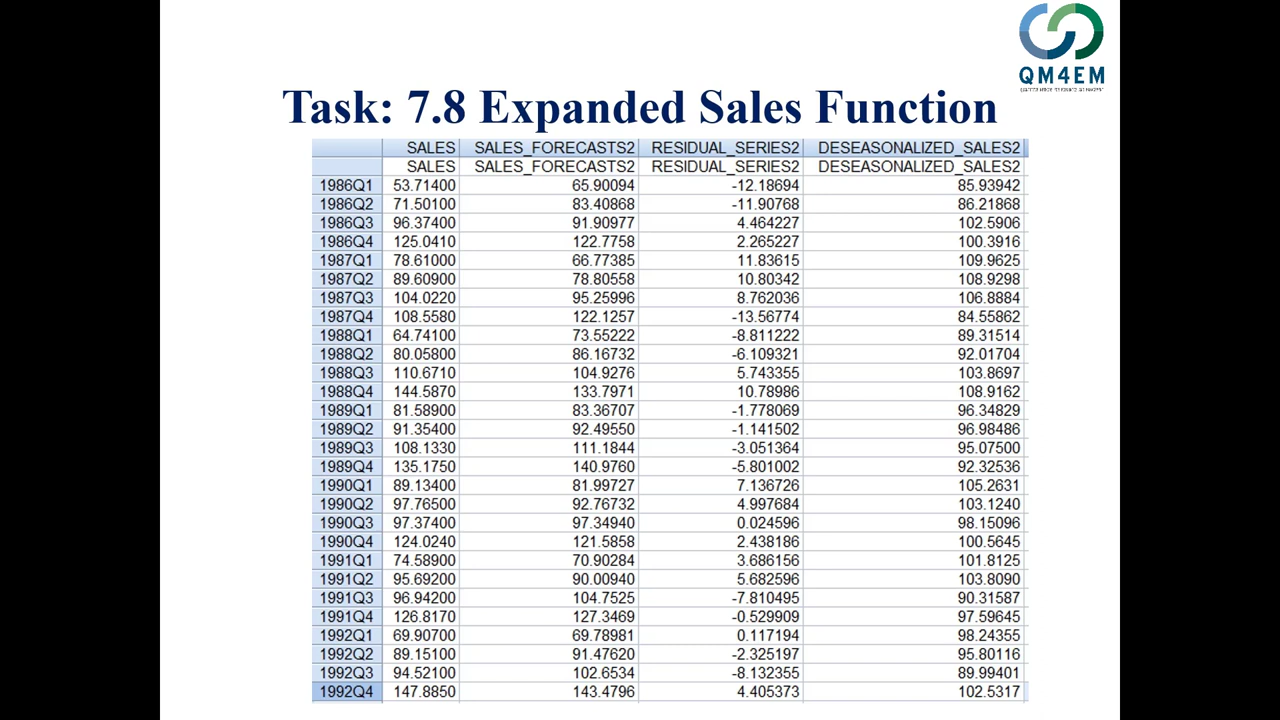 QM4EM
Task: 7.8 Expanded Sales Function
SALES SALES_FORECASTS2 RESIDUAL_SERIES2 DESEASONALIZED_SALES2
SALES SALES_FORECASTS2 RESIDUAL_SERIES2 DESEASONALIZED_SALES2
1986Q1 53.71400 65.90094 -12.18694 85.93942
1986Q2 71.50100 83.40868 -11.90768 86.21868
1986Q3 96.37400 91.90977 4.464227 102.5906
1986Q4 125.0410 122.7758 2.265227 100.3916
1987Q1 78.61000 66.77385 11.83615 109.9625
1987Q2 89.60900 78.80558 10.80342 108.9298
1987Q3 104.0220 95.25996 8.762036 106.8884
1987Q4 108.5580 122.1257 -13.56774 84.55862
1988Q1 64.74100 73.55222 -8.811222 89.31514
1988Q2 80.05800 86.16732 -6.109321 92.01704
1988Q3 110.6710 104.9276 5.743355 103.8697
1988Q4 144.5870 133.7971 10.78986 108.9162
1989Q1 81.58900 83.36707 -1.778069 96.34829
1989Q2 91.35400 92.49550 -1.141502 96.98486
1989Q3 108.1330 111.1844 -3.051364 95.07500
1989Q4 135.1750 140.9760 -5.801002 92.32536
1990Q1 89.13400 81.99727 7.136726 105.2631
1990Q2 97.76500 92.76732 4.997684 103.1240
1990Q3 97.37400 97.34940 0.024596 98.15096
1990Q4 124.0240 121.5858 2.438186 100.5645
1991Q1 74.58900 70.90284 3.686156 101.8125
1991Q2 95.69200 90.00940 5.682596 103.8090
1991Q3 96.94200 104.7525 -7.810495 90.31587
1991Q4 126.8170 127.3469 -0.529909 97.59645
1992Q1 69.90700 69.78981 0.117194 98.24355
1992Q2 89.15100 91.47620 -2.325197 95.80116
1992Q3 94.52100 102.6534 -8.132355 89.99401
1992Q4 147.8850 143.4796 4.405373 102.5317